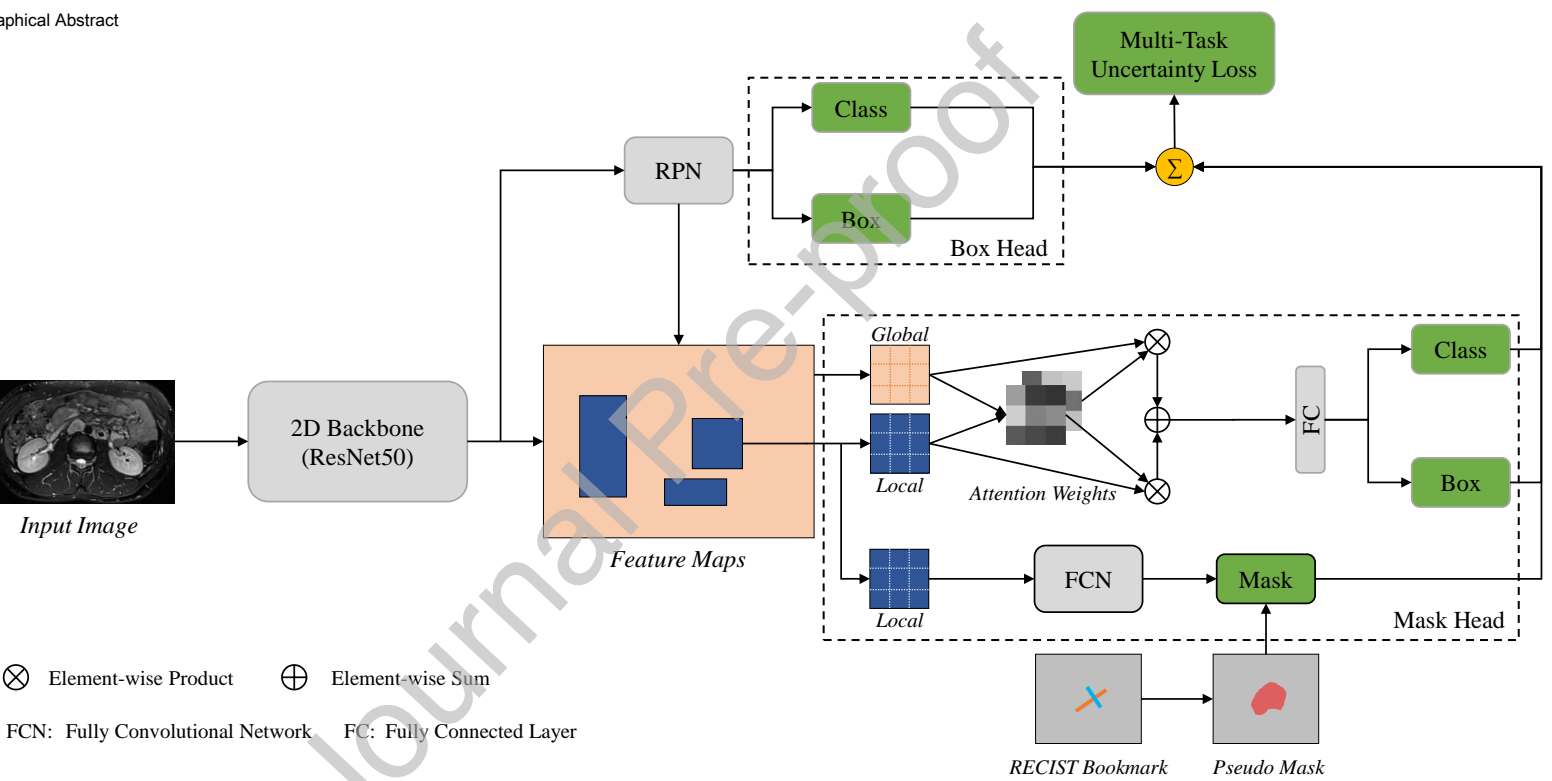 aphical Abstract
Multi-Task
Uncertainty Loss
Class
RPN
Σ
Box
Box Head
Global
Class
2D Backbone
(ResNet50)
FC
Local
Attention Weights
Box
Input Image
Feature Maps
FCN
Mask
Local
Mask Head
Element-wise Product
Element-wise Sum
FCN: Fully Convolutional Network
FC: Fully Connected Layer
RECIST Bookmark
Pseudo Mask
Journal Pre-proof